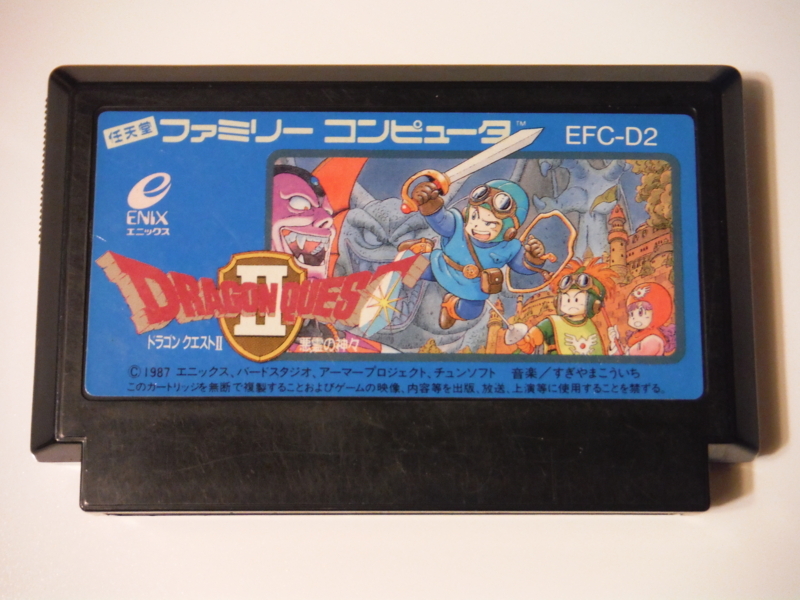 任天堂 ファミリー コンピュータ™ EFC-D2
ENIX
エニックス
DRAGON QUEST
II
ドラゴン クエストII 悪霊の神々
Ⓒ1987 エニックス、バードスタジオ、アーマープロジェクト、チュンソフト 音楽／すぎやまこういち
このカートリッジを無断で複製することおよびゲームの映像、内容等を出版、放送、上演等に使用することを禁ずる。